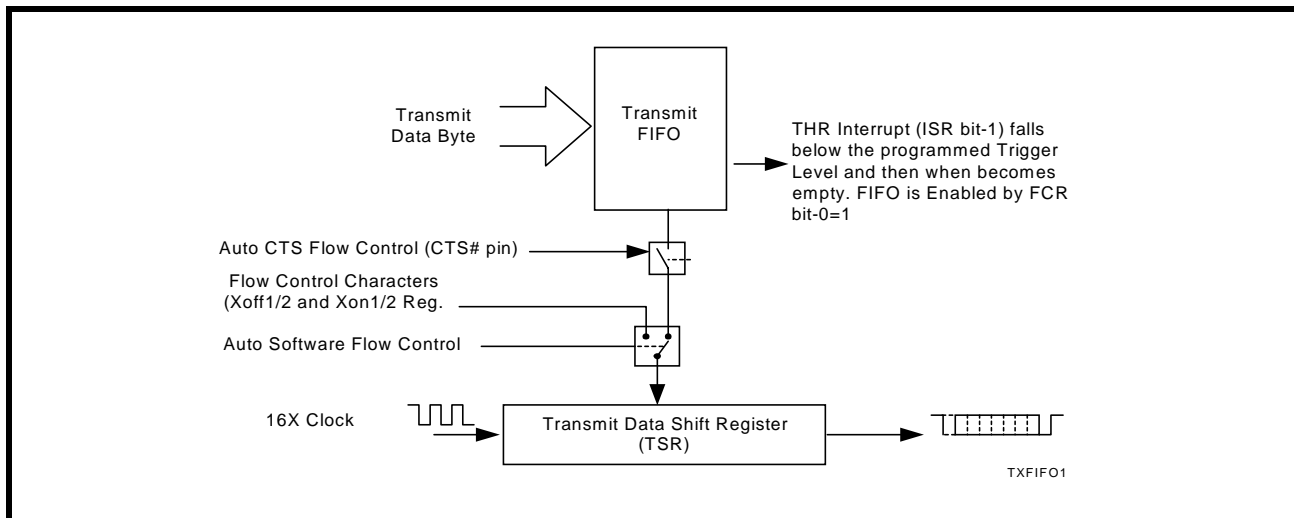 Transmit
Data Byte
Transmit
FIFO
THR Interrupt (ISR bit-1) falls
below the programmed Trigger
Level and then when becomes
empty. FIFO is Enabled by FCR
bit-0=1
Auto CTS Flow Control (CTS# pin)
Flow Control Characters
(Xoff1/2 and Xon1/2 Reg.
Auto Software Flow Control
16X Clock
Transmit Data Shift Register
(TSR)
TXFIFO1